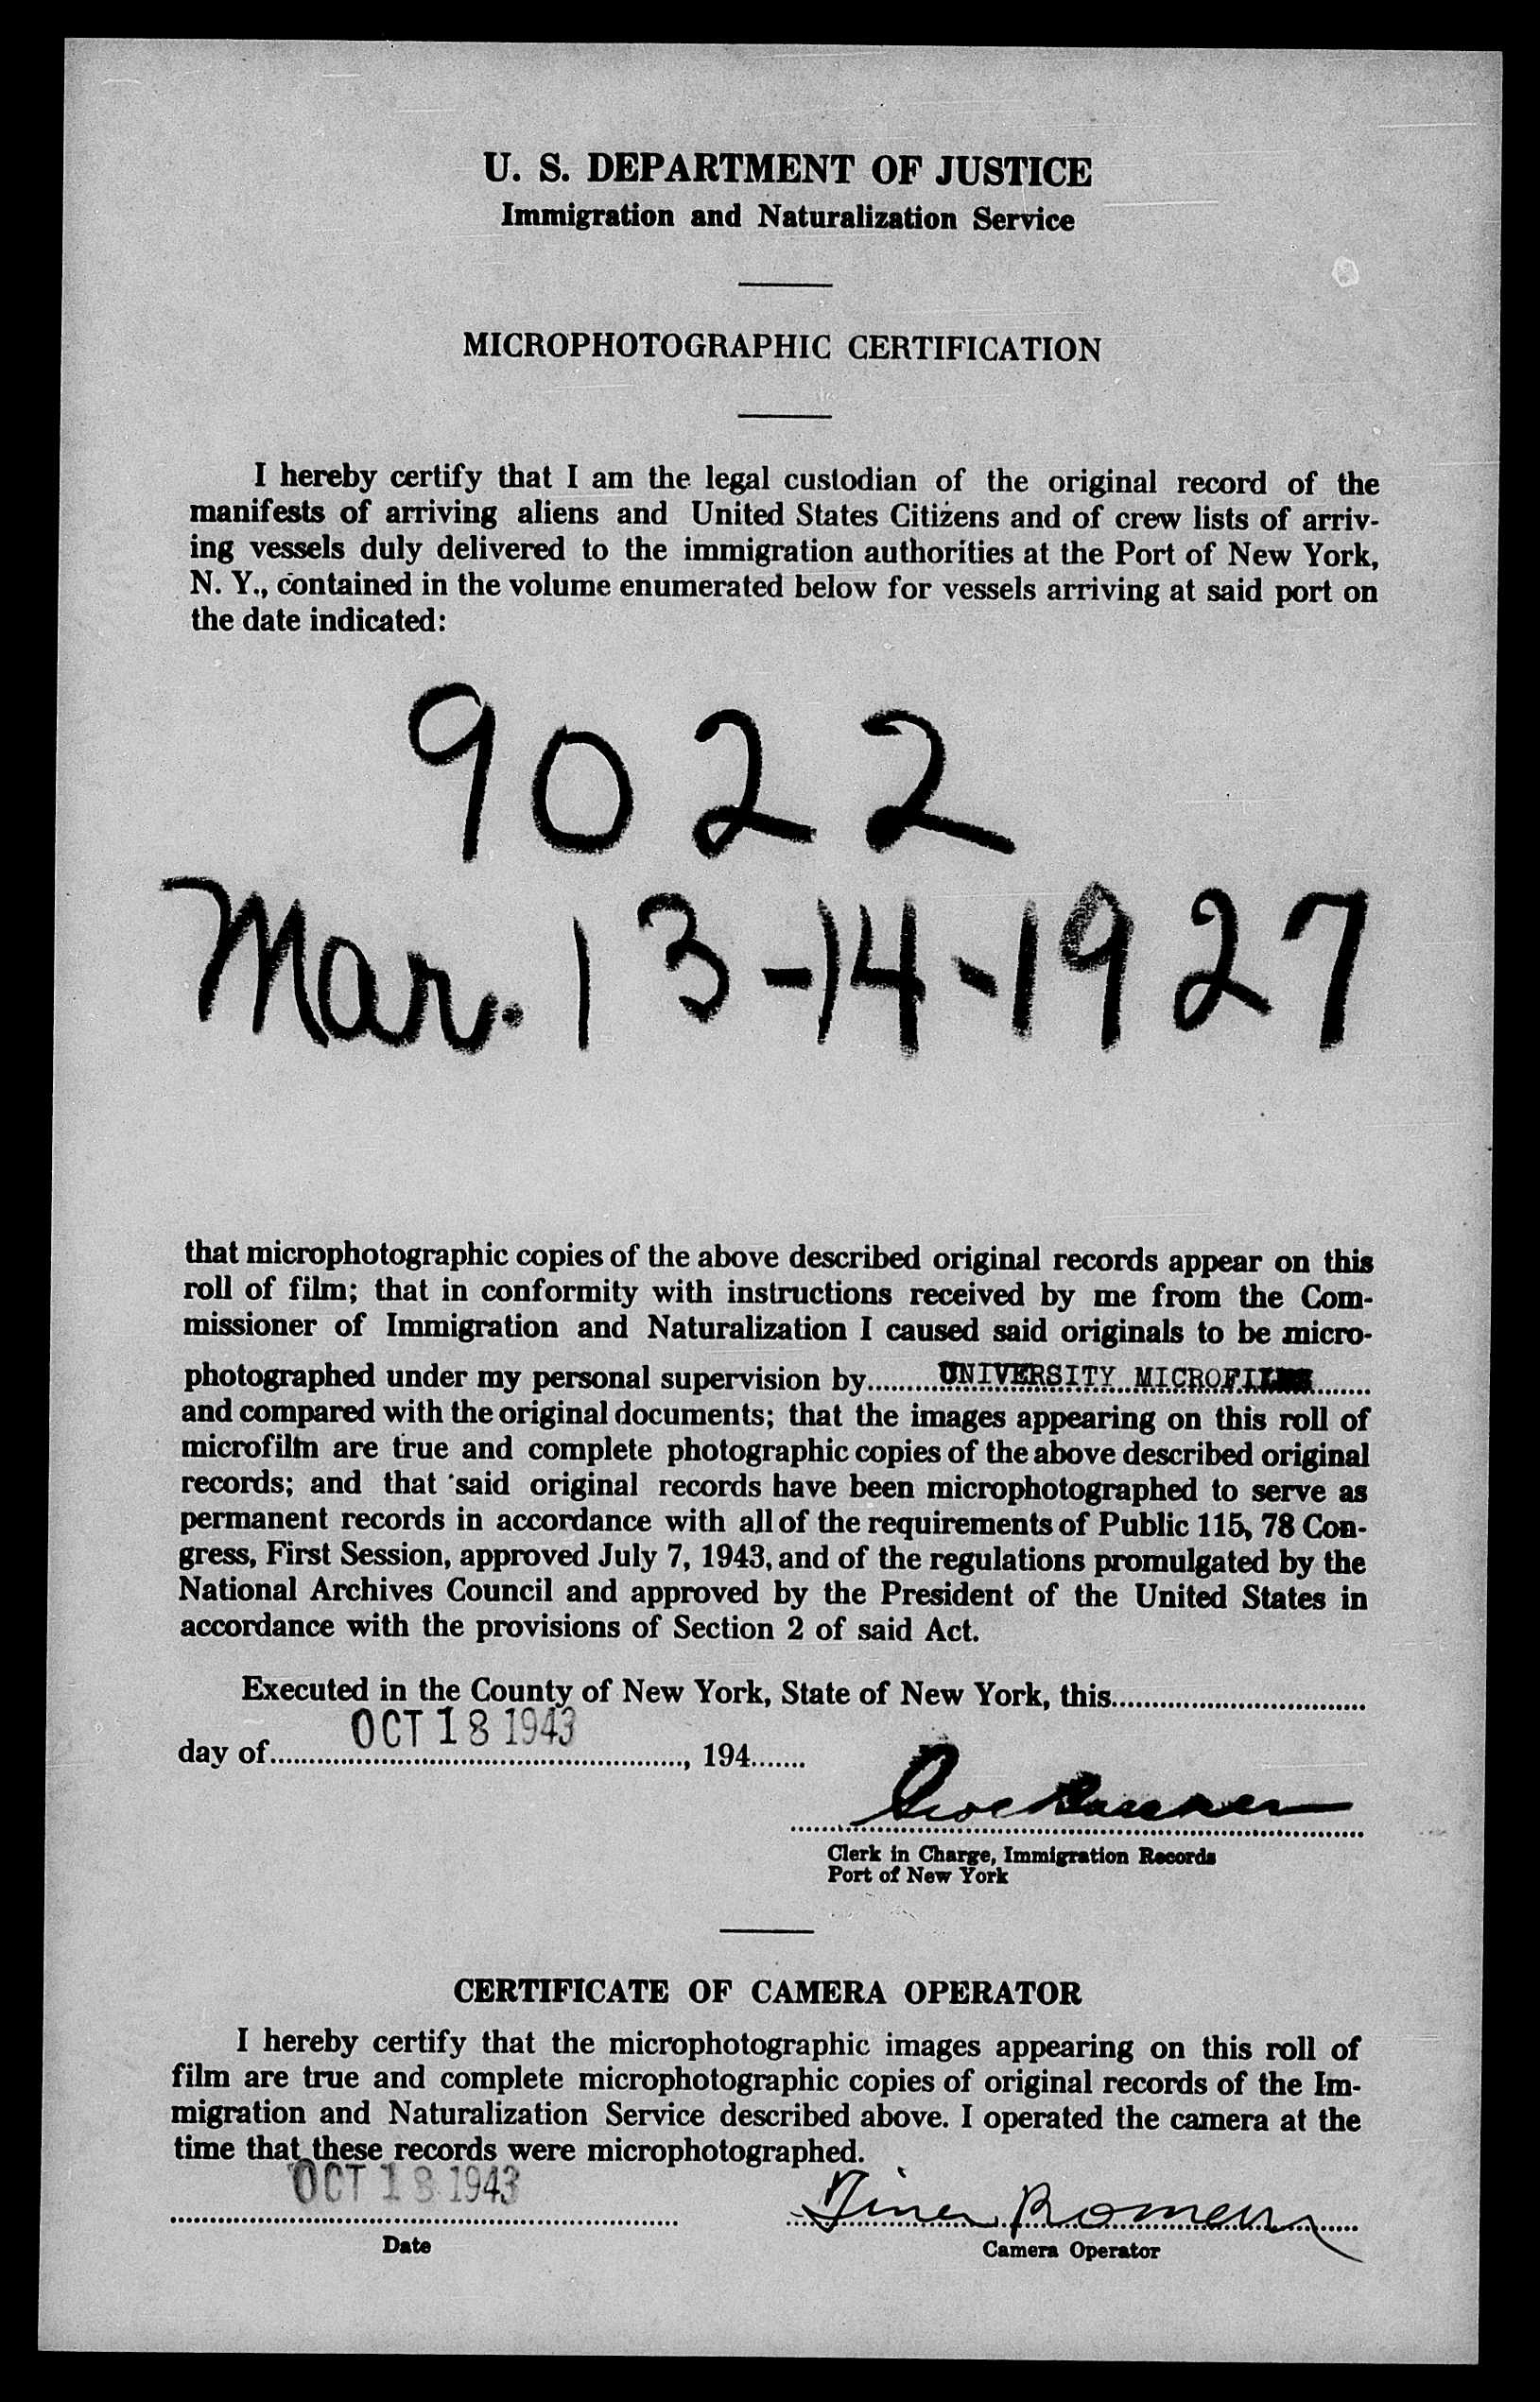 U. S. DEPARTMENT OF JUSTICE
Immigration and Naturalization Service
MICROPHOTOGRAPHIC CERTIFICATION
I hereby certify that I am the legal custodian of the original record of the
manifests of arriving aliens and United States Citizens and of crew lists of arriv-
ing vessels duly delivered to the immigration authorities at the Port of New York,
N. Y., contained in the volume enumerated below for vessels arriving at said port on
the date indicated:
9022
Mar. 13-14-1927
that microphotographic copies of the above described original records appear on this
roll of film; that in conformity with instructions received by me from the Com-
missioner of Immigration and Naturalization I caused said originals to be micro-
photographed under my personal supervision by UNIVERSITY MICROFILMS
and compared with the original documents; that the images appearing on this roll of
microfilm are true and complete photographic copies of the above described original
records; and that said original records have been microphotographed to serve as
permanent records in accordance with all of the requirements of Public 115, 78 Con-
gress, First Session, approved July 7, 1943, and of the regulations promulgated by the
National Archives Council and approved by the President of the United States in
accordance with the provisions of Section 2 of said Act.
Executed in the County of New York, State of New York, this
OCT 18 1943
day of , 194
Clerk in Charge, Immigration Records
Port of New York
CERTIFICATE OF CAMERA OPERATOR
I hereby certify that the microphotographic images appearing on this roll of
film are true and complete microphotographic copies of original records of the Im-
migration and Naturalization Service described above. I operated the camera at the
time that these records were microphotographed.
OCT 18 1943
Date
Camera Operator